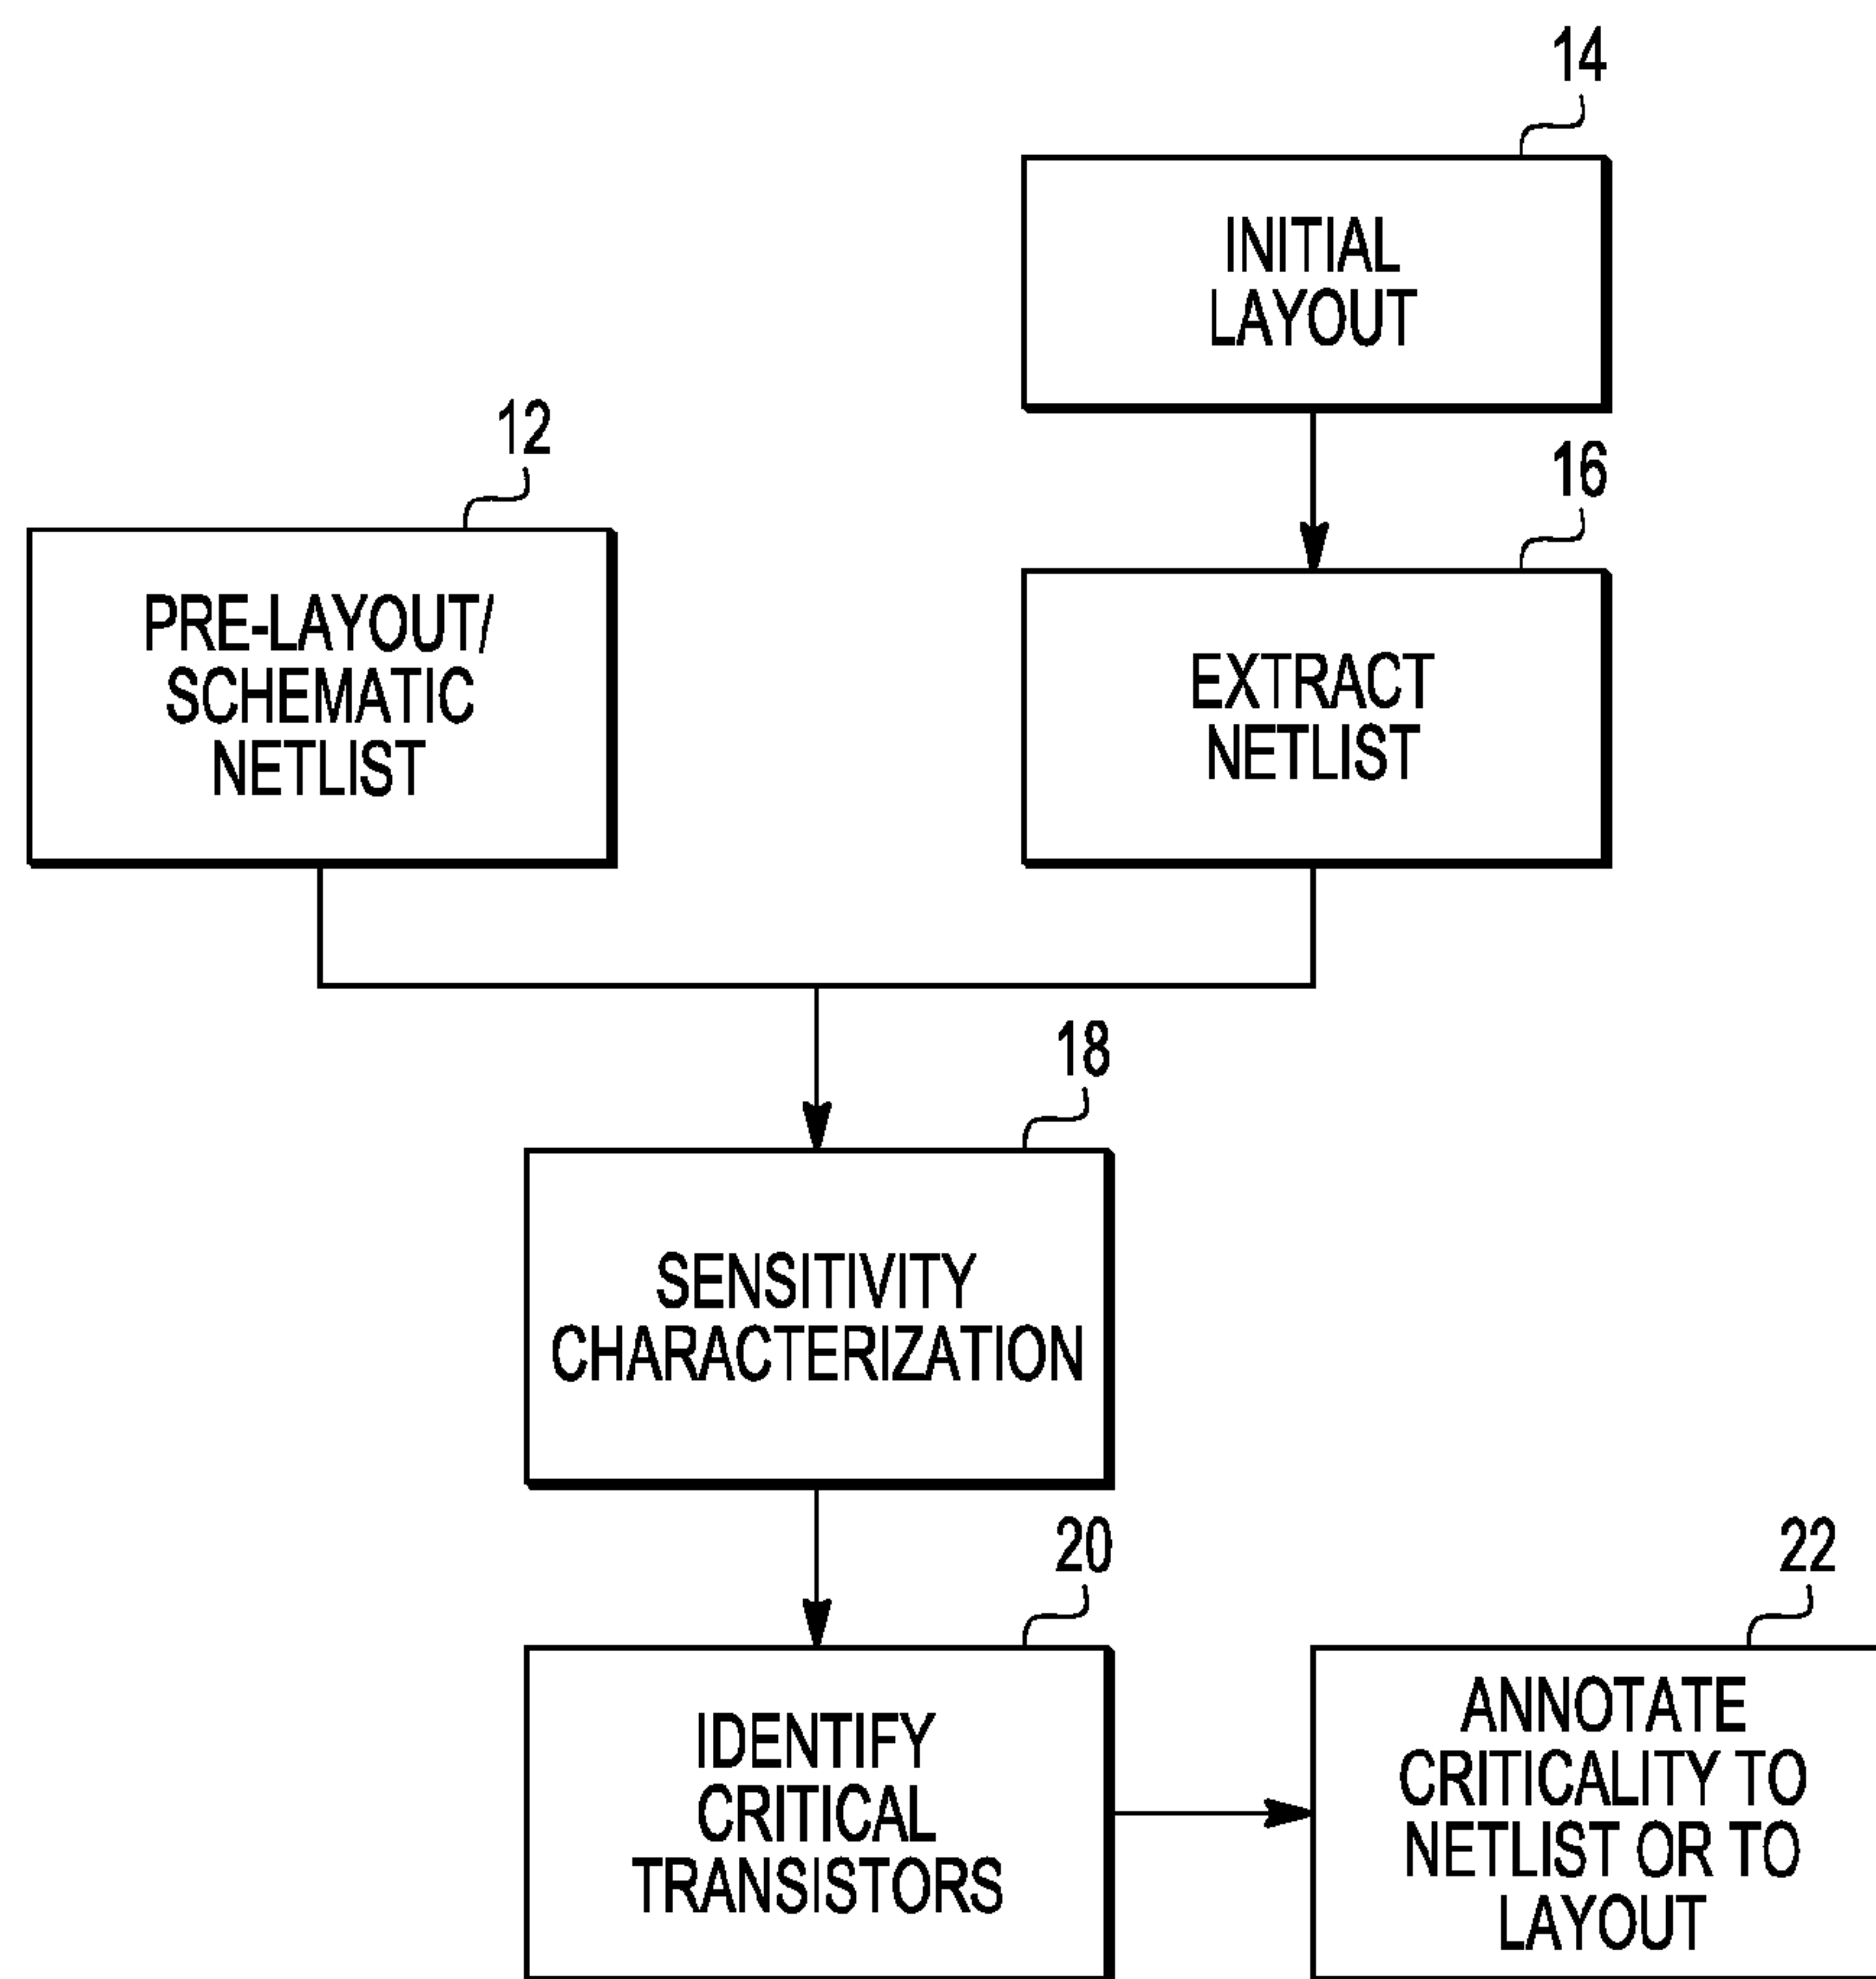 14
INITIAL
LAYOUT
12
16
PRE-LAYOUT/
SCHEMATIC
NETLIST
EXTRACT
NETLIST
18
SENSITIVITY
CHARACTERIZATION
20
IDENTIFY
CRITICAL
TRANSISTORS
22
ANNOTATE
CRITICALITY TO
NETLIST OR TO
LAYOUT